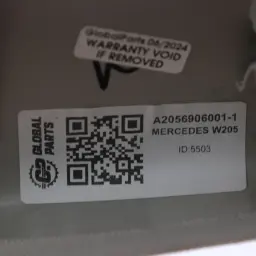 GlobalParts 06/2024
WARRANTY VOID
IF REMOVED
GLOBAL
PARTS
A2056906001-1
MERCEDES W205
ID:5503